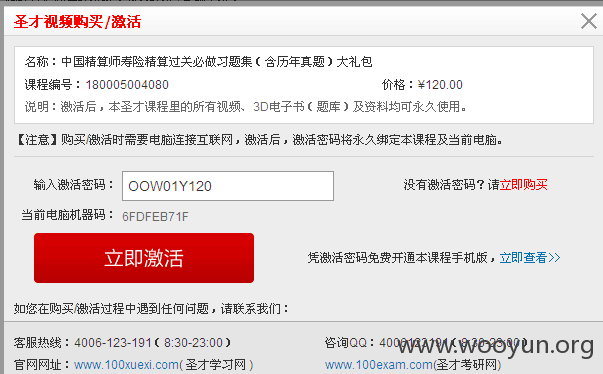 圣才视频购买/激活
名称：中国精算师寿险精算过关必做习题集（含历年真题）大礼包
课程编号：180005004080 价格：¥120.00
说明：激活后，本圣才课程里的所有视频、3D电子书（题库）及资料均可永久使用。
【注意】购买/激活时需要电脑连接互联网，激活后，激活密码将永久绑定本课程及当前电脑。
输入激活密码： OOW01Y120 没有激活密码？请立即购买
当前电脑机器码： 6FDFEB71F
立即激活 凭激活密码免费开通本课程手机版，立即查看>>
如您在购买/激活过程中遇到任何问题，请联系我们：
客服热线：4006-123-191（8:30-23:00） 咨询QQ：4006123191（8:30-23:00）
官网网址：www.100xuexi.com(圣才学习网) www.100exam.com(圣才考研网)
www.wooyun.org